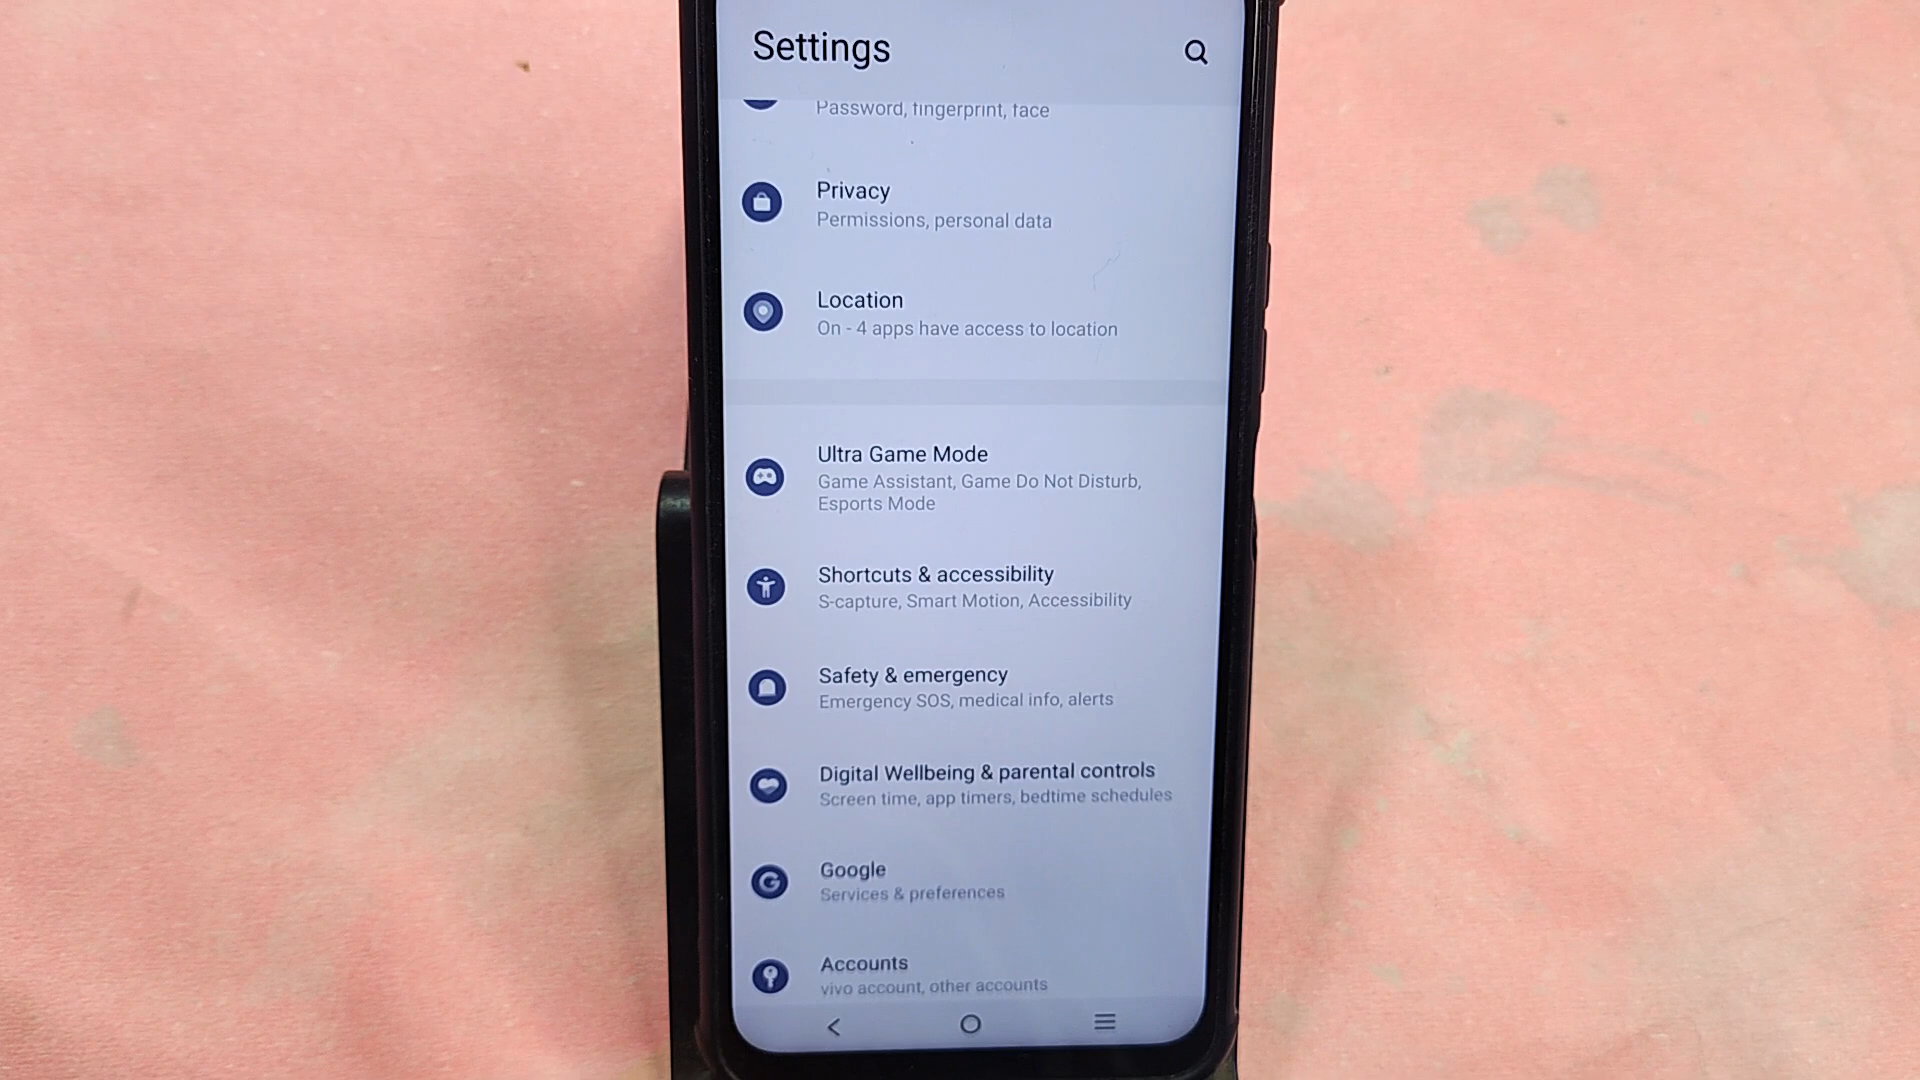 Settings
Password, fingerprint, face
Privacy
Permissions, personal data
Location
On - 4 apps have access to location
Ultra Game Mode
Game Assistant, Game Do Not Disturb,
Esports Mode
Shortcuts & accessibility
S-capture, Smart Motion, Accessibility
Safety & emergency
Emergency SOS, medical info, alerts
Digital Wellbeing & parental controls
Screen time, app timers, bedtime schedules
Google
Services & preferences
Accounts
vivo account, other accounts